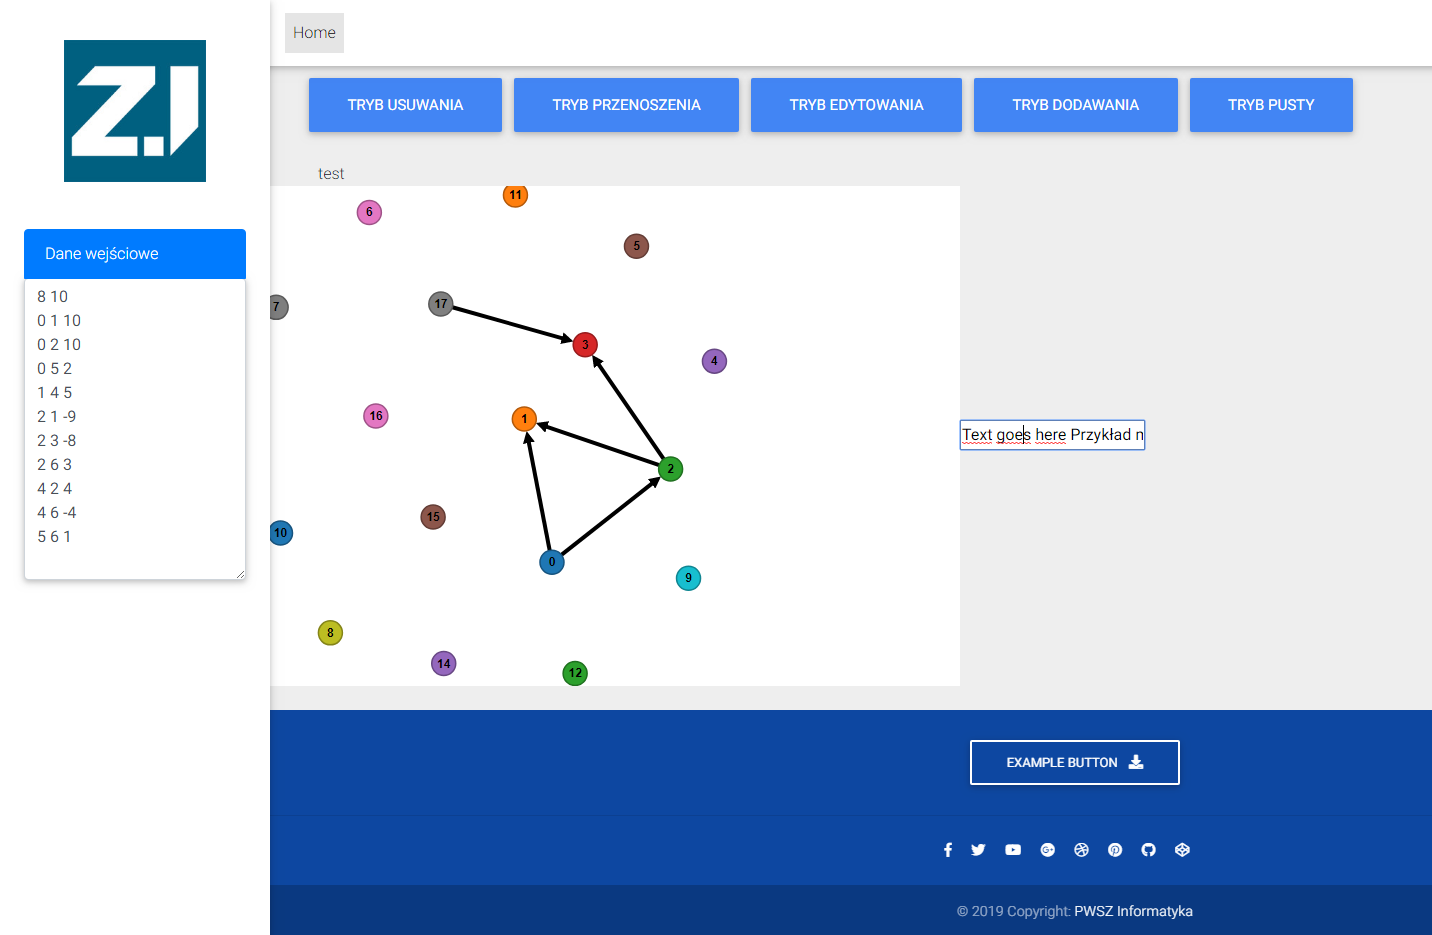 Z.I
Home
TRYB USUWANIA
TRYB PRZENOSZENIA
TRYB EDYTOWANIA
TRYB DODAWANIA
TRYB PUSTY
test
Dane wejściowe
8 10
0 1 10
0 2 10
0 5 2
1 4 5
2 1 -9
2 3 -8
2 6 3
4 2 4
4 6 -4
5 6 1
11
6
5
17
7
3
4
16
1
2
15
10
0
9
8
14
12
Text goes here Przykład n
EXAMPLE BUTTON
© 2019 Copyright: PWSZ Informatyka